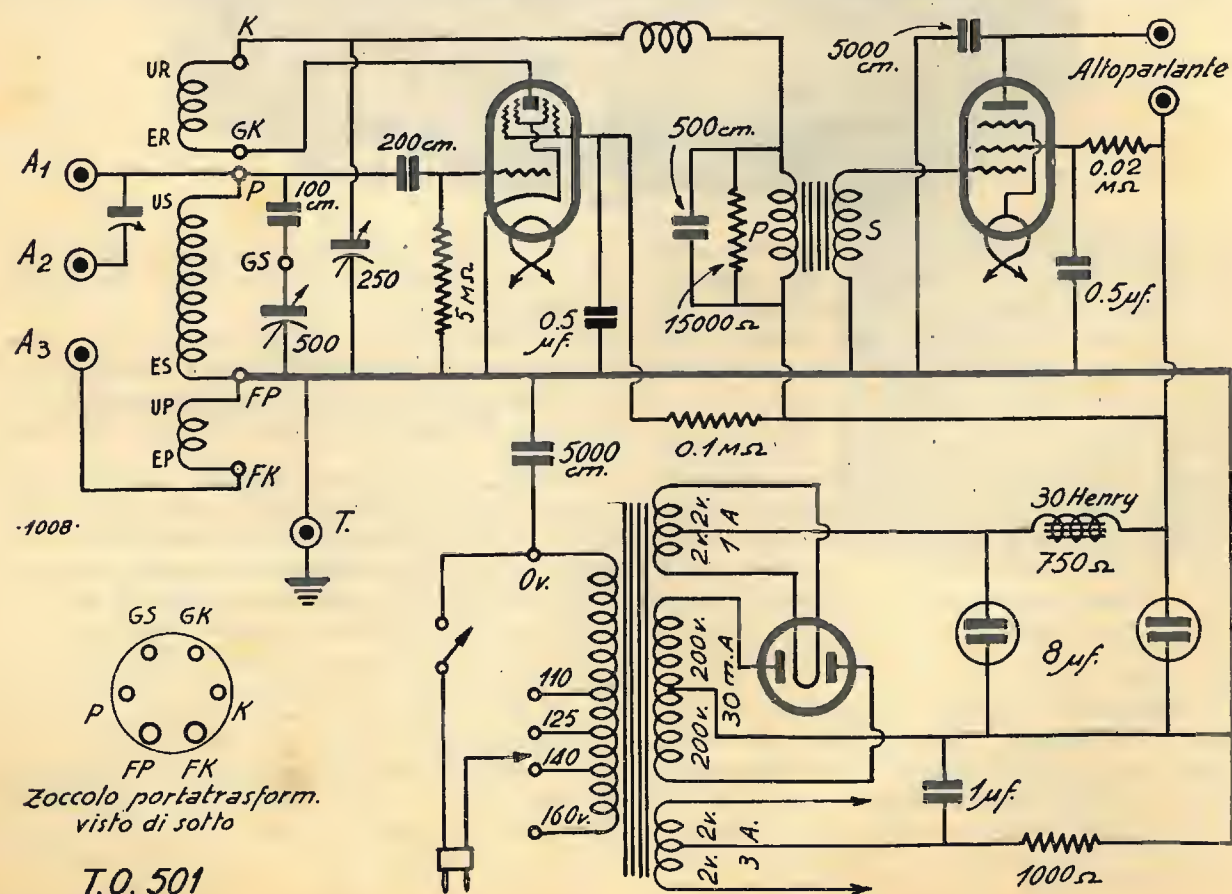 K
UR
ER
GK
A1
P
US
A2
100 cm.
GS
200 cm.
250
500
5 MΩ
0.5 μf.
A3
ES
FP
UP
EP
FK
·1008·
T.
5000 cm.
0.1 MΩ
500 cm.
P
S
15000 Ω
5000 cm.
Altoparlante
0.02 MΩ
0.5 μf.
0v.
110
125
140
160v.
2v. 2v.
1 A
200v. 200v.
30 m.A
2v. 2v.
3 A.
30 Henry
750 Ω
8 μf.
1 μf.
1000 Ω
GS GK
P K
FP FK
Zoccolo portatrasform.
visto di sotto
T.O. 501